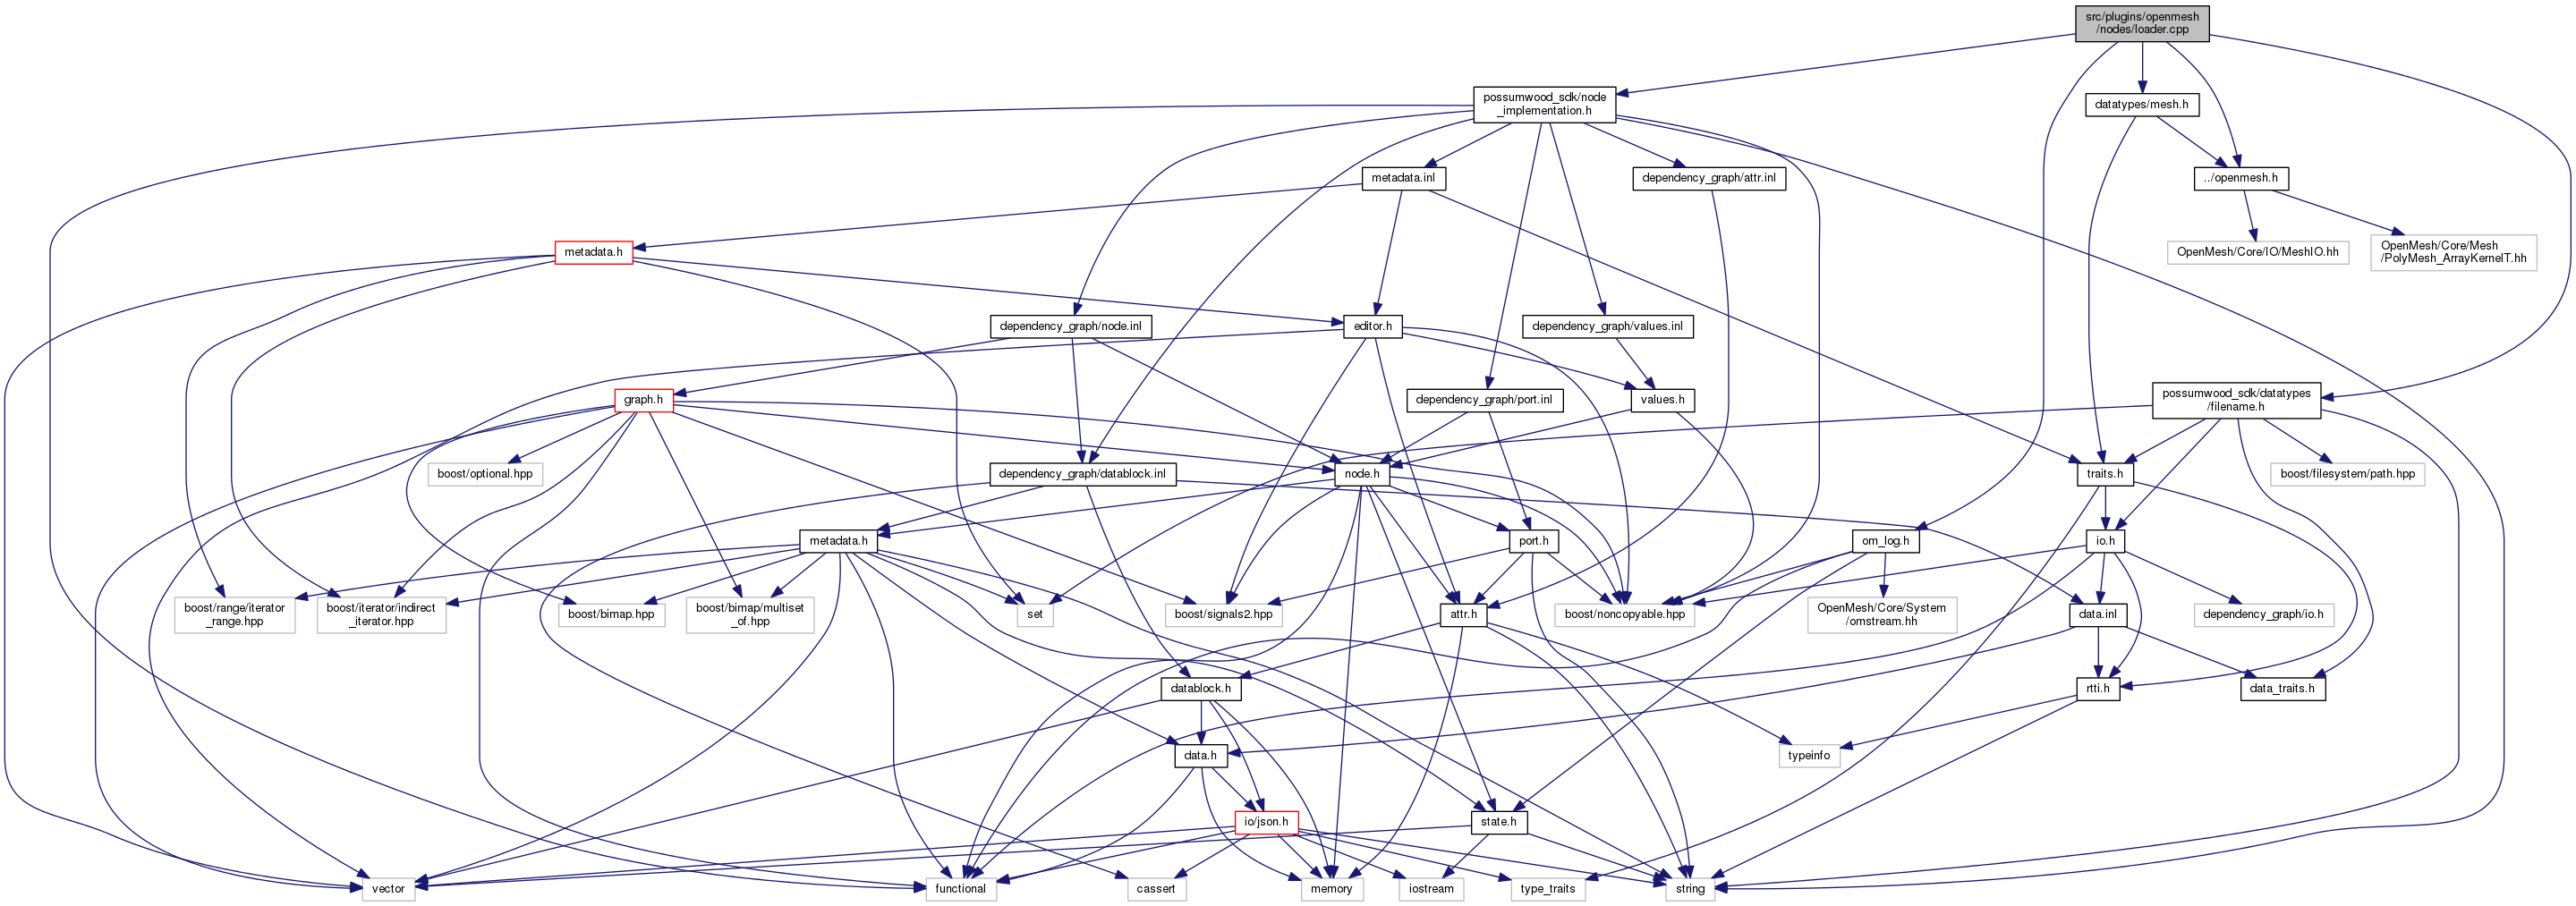 src/plugins/openmesh
/nodes/loader.cpp
possumwood_sdk/node
_implementation.h
datatypes/mesh.h
metadata.inl
dependency_graph/attr.inl
../openmesh.h
metadata.h
OpenMesh/Core/IO/MeshIO.hh
OpenMesh/Core/Mesh
/PolyMesh_ArrayKernelT.hh
dependency_graph/node.inl
editor.h
dependency_graph/values.inl
graph.h
dependency_graph/port.inl
values.h
possumwood_sdk/datatypes
/filename.h
boost/optional.hpp
dependency_graph/datablock.inl
node.h
traits.h
boost/filesystem/path.hpp
metadata.h
port.h
om_log.h
io.h
boost/range/iterator
_range.hpp
boost/iterator/indirect
_iterator.hpp
boost/bimap.hpp
boost/bimap/multiset
_of.hpp
set
boost/signals2.hpp
attr.h
boost/noncopyable.hpp
OpenMesh/Core/System
/omstream.hh
data.inl
dependency_graph/io.h
datablock.h
rtti.h
data_traits.h
data.h
typeinfo
io/json.h
state.h
vector
functional
cassert
memory
iostream
type_traits
string